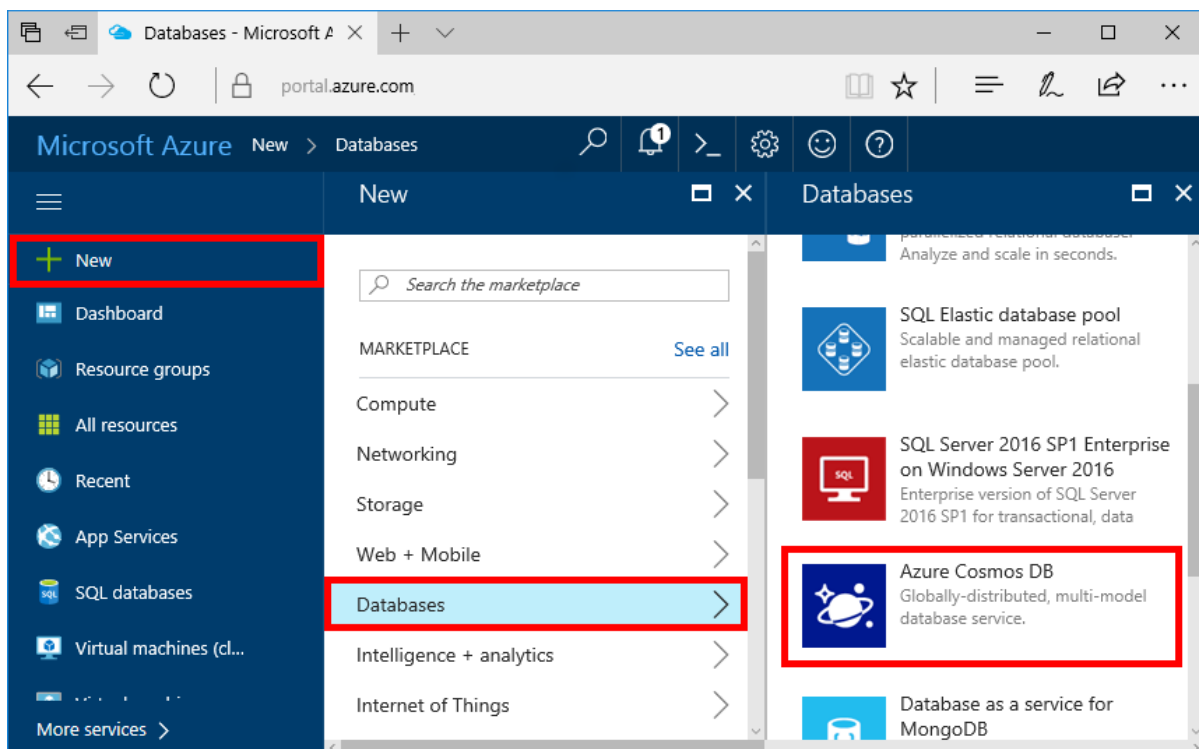 Databases - Microsoft A
portal.azure.com
Microsoft Azure New > Databases
1
New
Databases
New
Dashboard
Resource groups
All resources
Recent
App Services
SQL databases
SQL
Virtual machines (cl...
More services >
Search the marketplace
MARKETPLACE
See all
Compute
Networking
Storage
Web + Mobile
Databases
Intelligence + analytics
Internet of Things
Analyze and scale in seconds.
SQL Elastic database pool
Scalable and managed relational
elastic database pool.
SQL
SQL Server 2016 SP1 Enterprise
on Windows Server 2016
Enterprise version of SQL Server
2016 SP1 for transactional, data
Azure Cosmos DB
Globally-distributed, multi-model
database service.
Database as a service for
MongoDB